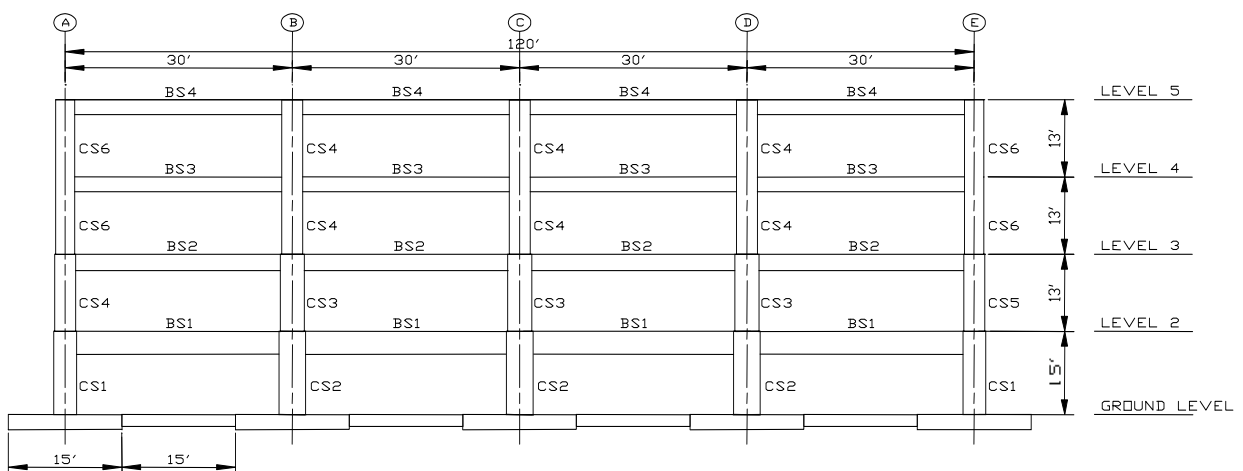 A B C D E
120'
30' 30' 30' 30'
BS4 BS4 BS4 BS4 LEVEL 5
CS6 CS4 CS4 CS4 CS6 13'
BS3 BS3 BS3 BS3 LEVEL 4
CS6 CS4 CS4 CS4 CS6 13'
BS2 BS2 BS2 BS2 LEVEL 3
CS4 CS3 CS3 CS3 CS5 13'
BS1 BS1 BS1 BS1 LEVEL 2
CS1 CS2 CS2 CS2 CS1 15'
GROUND LEVEL
15' 15'